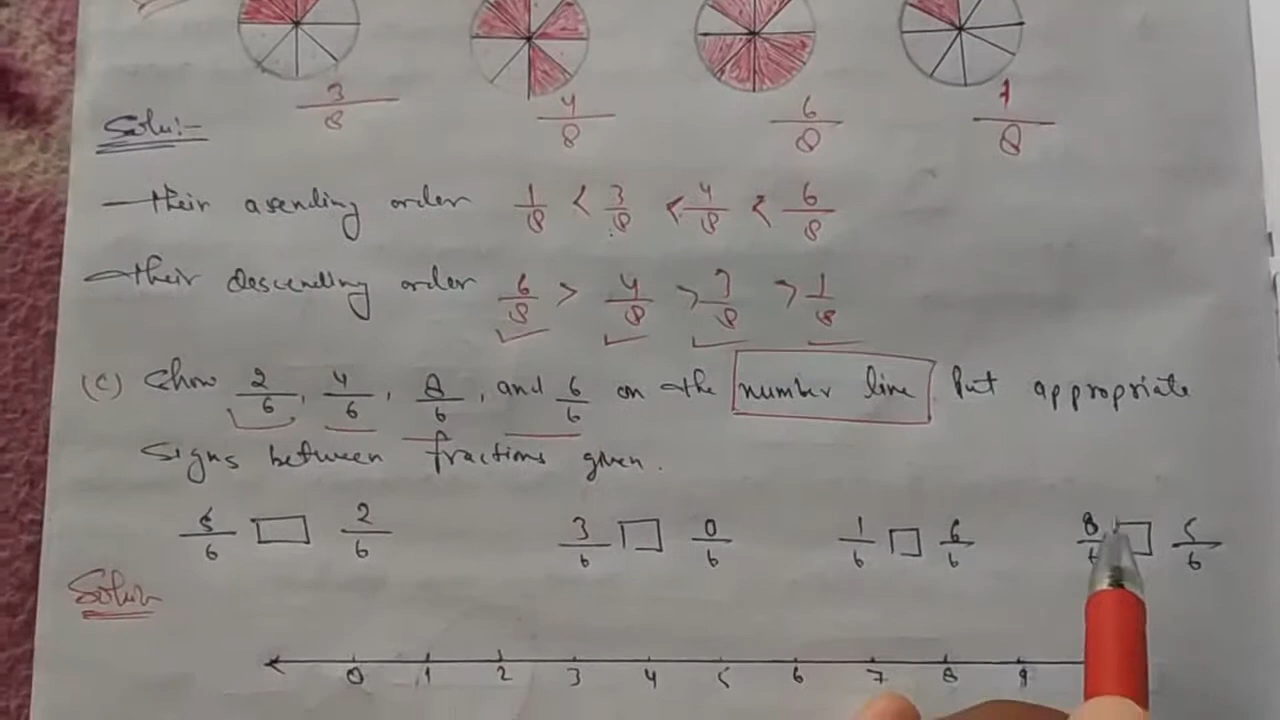 3/8 4/8 6/8 1/8
Solu:-
their asending order 1/8 < 3/8 < 4/8 < 6/8
their descending order 6/8 > 4/8 > 3/8 > 1/8
(c) Show 2/6, 4/6, 8/6, and 6/6 on the number line Put appropriate
signs between fractions given.
5/6 □ 2/6 3/6 □ 0/6 1/6 □ 6/6 8/6 □ 5/6
Solu:-
0 1 2 3 4 5 6 7 8 9